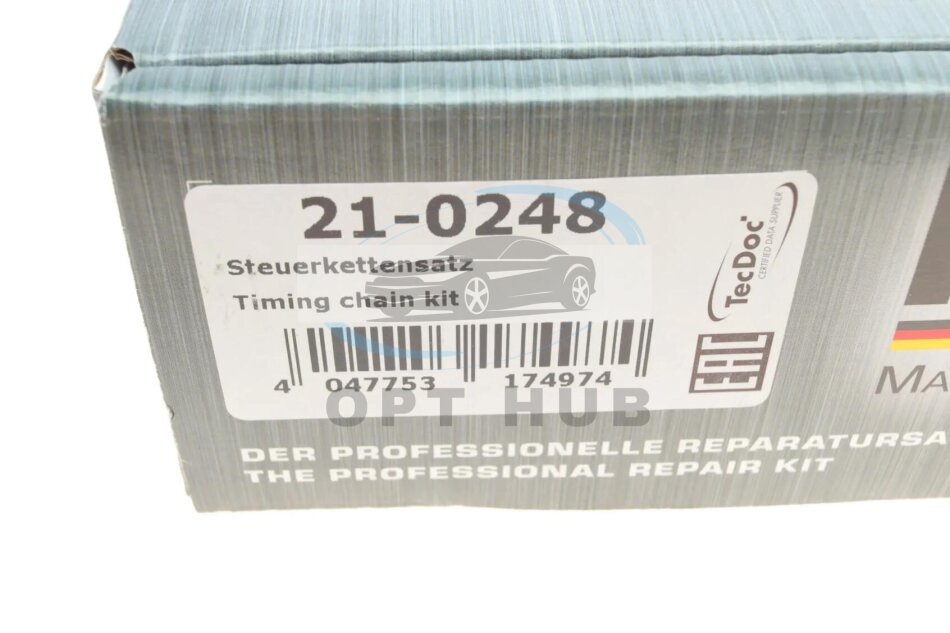 21-0248
Steuerkettensatz
Timing chain kit
4 047753 174974
TecDoc
CERTIFIED DATA SUPPLIER
EAC
OPT HUB
MA
DER PROFESSIONELLE REPARATURSA
THE PROFESSIONAL REPAIR KIT